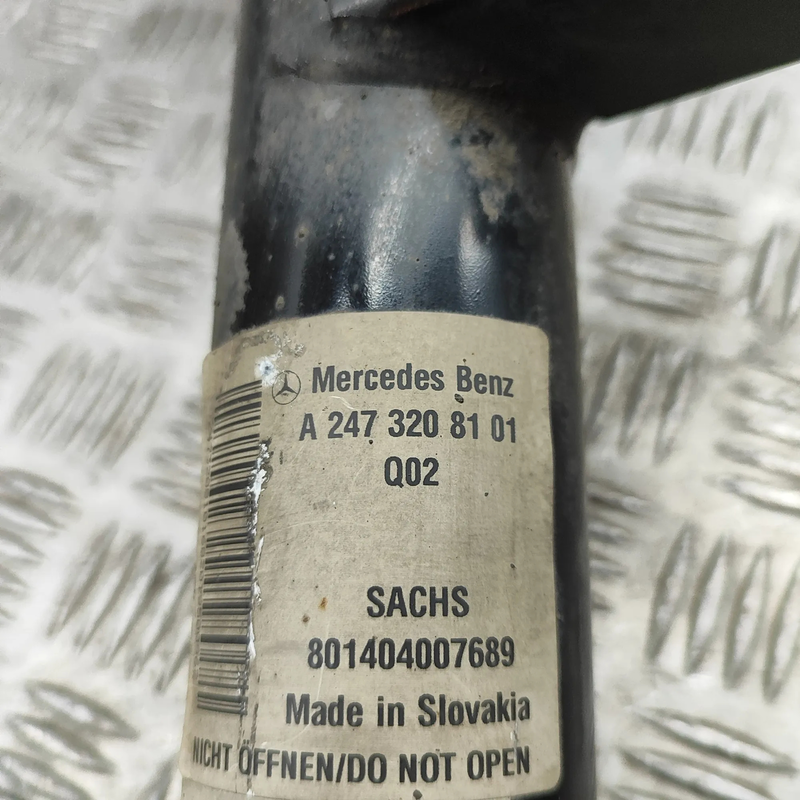 Mercedes Benz
A 247 320 81 01
Q02
SACHS
801404007689
Made in Slovakia
NICHT ÖFFNEN/DO NOT OPEN